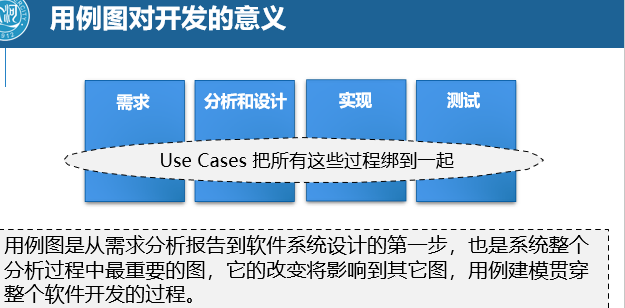 用例图对开发的意义
需求
分析和设计
实现
测试
Use Cases 把所有这些过程绑到一起
用例图是从需求分析报告到软件系统设计的第一步，也是系统整个
分析过程中最重要的图，它的改变将影响到其它图，用例建模贯穿
整个软件开发的过程。